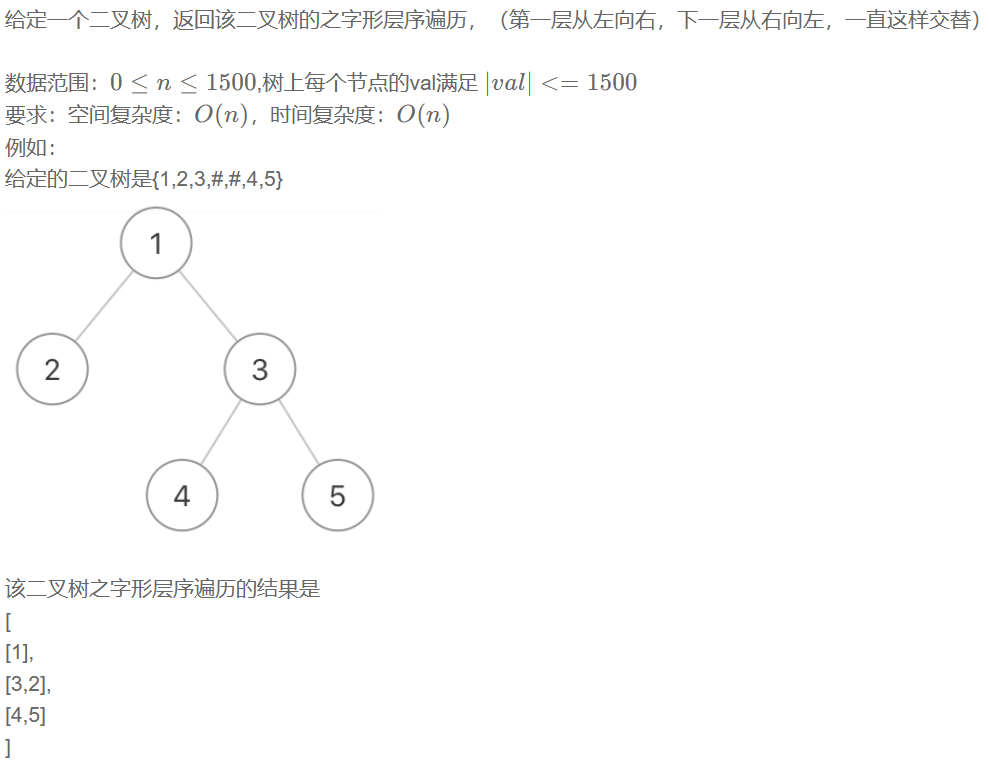 给定一个二叉树，返回该二叉树的之字形层序遍历，（第一层从左向右，下一层从右向左，一直这样交替）
数据范围：0 ≤ n ≤ 1500,树上每个节点的val满足 |val| <= 1500
要求：空间复杂度：O(n)，时间复杂度：O(n)
例如：
给定的二叉树是{1,2,3,#,#,4,5}
1
2 3
4 5
该二叉树之字形层序遍历的结果是
[
[1],
[3,2],
[4,5]
]